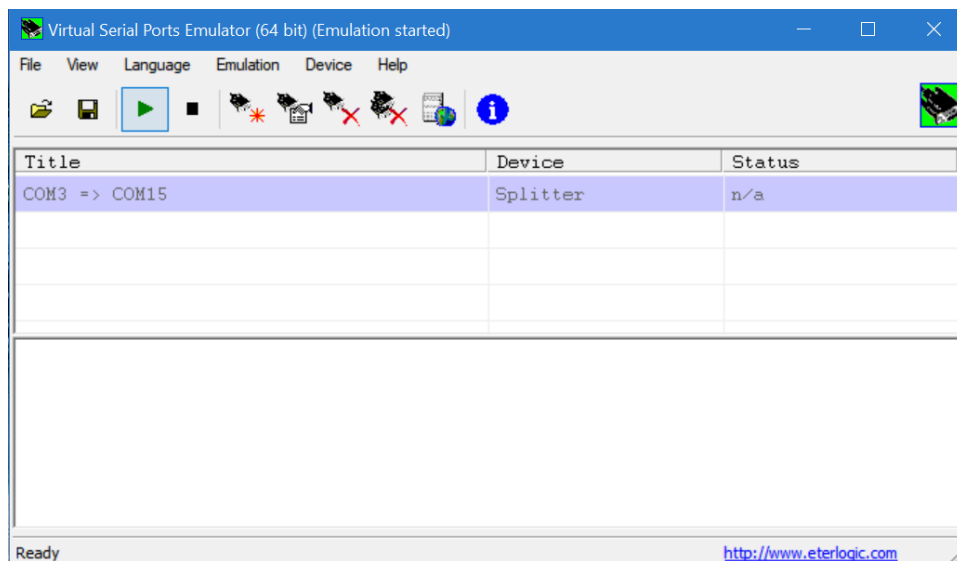 Virtual Serial Ports Emulator (64 bit) (Emulation started)
File View Language Emulation Device Help
Title Device Status
COM3 => COM15 Splitter n/a
Ready http://www.eterlogic.com